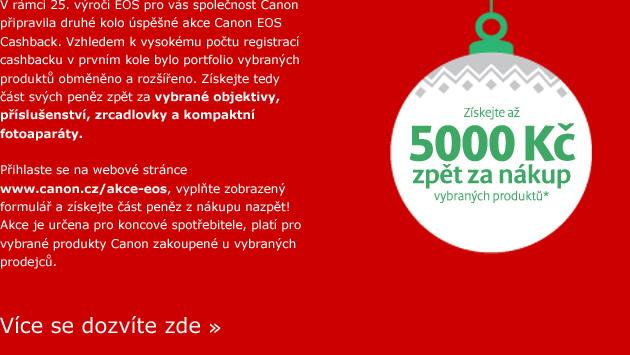 V rámci 25. výročí EOS pro vás společnost Canon
připravila druhé kolo úspěšné akce Canon EOS
Cashback. Vzhledem k vysokému počtu registrací
cashbacku v prvním kole bylo portfolio vybraných
produktů obměněno a rozšířeno. Získejte tedy
část svých peněz zpět za vybrané objektivy,
příslušenství, zrcadlovky a kompaktní
fotoaparáty.
Přihlaste se na webové stránce
www.canon.cz/akce-eos, vyplňte zobrazený
formulář a získejte část peněz z nákupu nazpět!
Akce je určena pro koncové spotřebitele, platí pro
vybrané produkty Canon zakoupené u vybraných
prodejců.
Více se dozvíte zde »
Získejte až
5000 Kč
zpět za nákup
vybraných produktů*